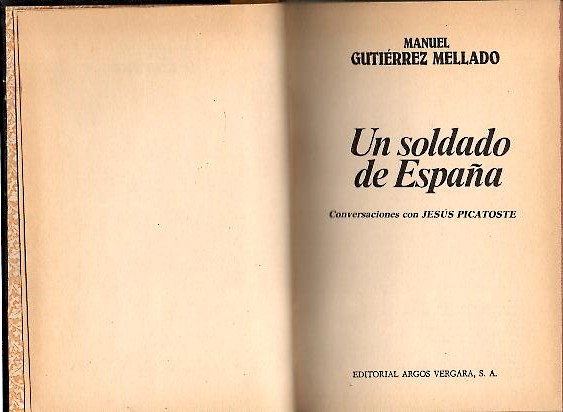 MANUEL
GUTIÉRREZ MELLADO
Un soldado
de España
Conversaciones con JESÚS PICATOSTE
EDITORIAL ARGOS VERGARA, S. A.